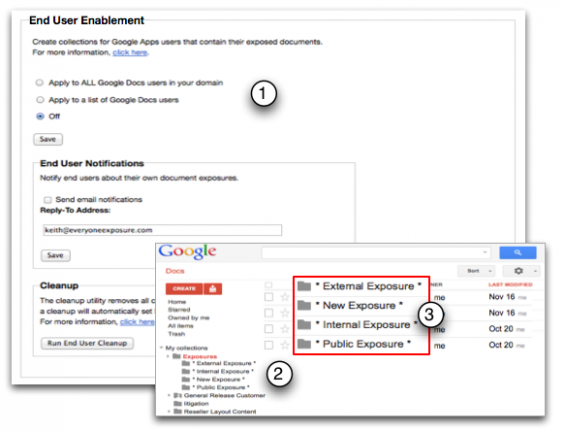 End User Enablement
Create collections for Google Apps users that contain their exposed documents.
For more information, click here.
Apply to ALL Google Docs users in your domain
Apply to a list of Google Docs users
Off
1
Save
End User Notifications
Notify end users about their own document exposures.
Send email notifications
Reply-To Address:
keith@everyoneexposure.com
Save
Cleanup
The cleanup utility removes all c
a cleanup will automatically set
For more information, click here
Run End User Cleanup
Google
Docs
Sort
CREATE
NER
LAST MODIFIED
Home
Starred
Owned by me
All items
Trash
My collections
Exposures
* External Exposure *
* Internal Exposure *
* New Exposure *
* Public Exposure *
General Release Customer
litigation
Reseller Layout Content
2
* External Exposure *
me
Nov 16 me
* New Exposure *
me
Nov 16 me
* Internal Exposure *
me
Oct 20 me
* Public Exposure *
me
Oct 20 me
3